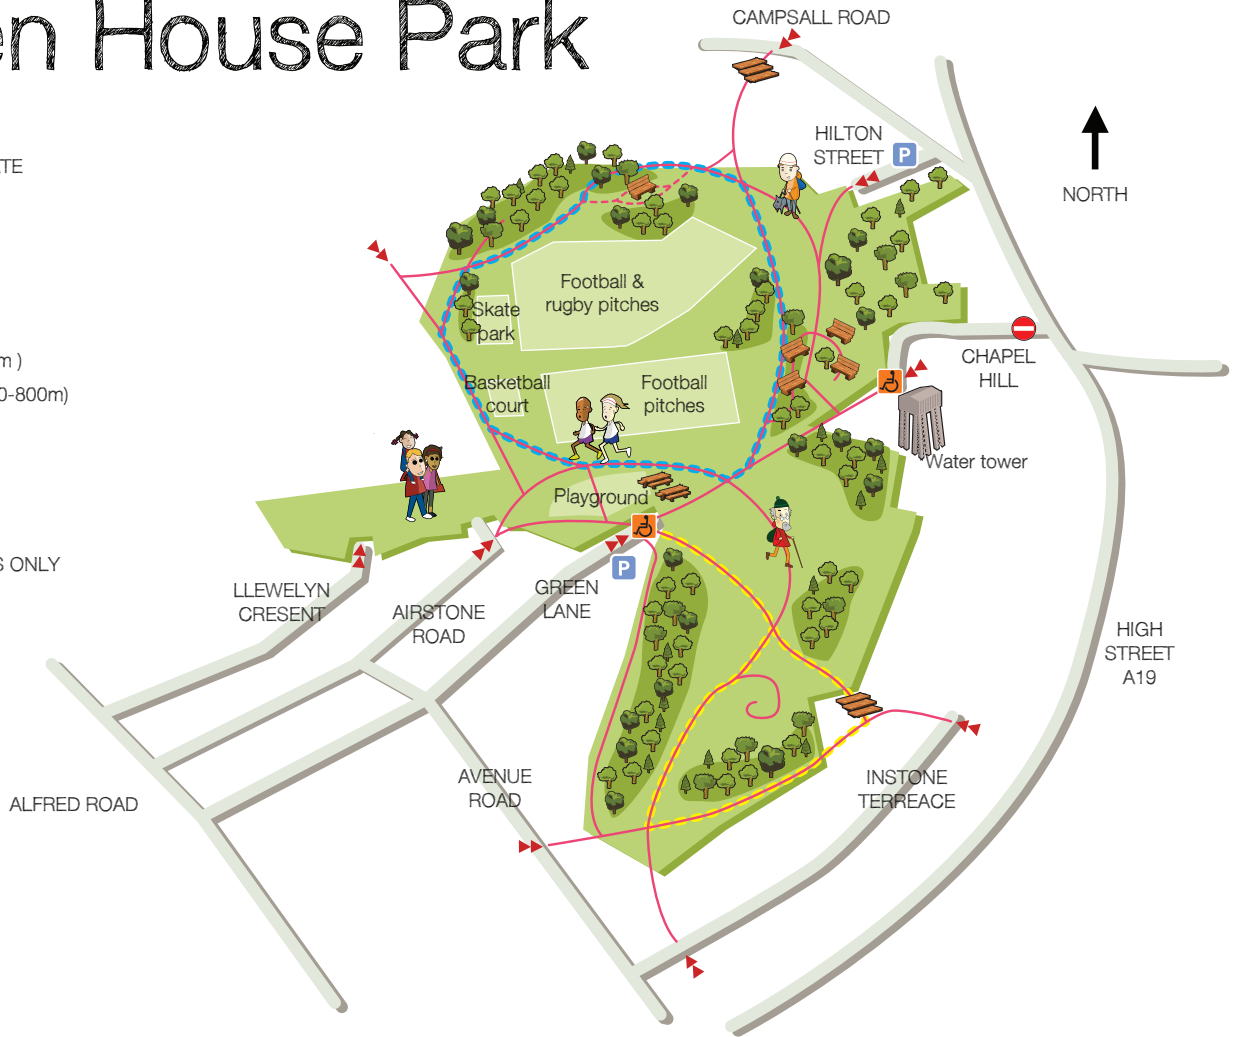 en House Park
CAMPSALL ROAD
HILTON
STREET P
NORTH
TE
Football &
rugby pitches
Skate
park
m )
0-800m)
CHAPEL
HILL
Basketball
court
Football
pitches
Water tower
Playground
S ONLY
P
LLEWELYN
CRESENT
AIRSTONE
ROAD
GREEN
LANE
HIGH
STREET
A19
ALFRED ROAD
AVENUE
ROAD
INSTONE
TERREACE